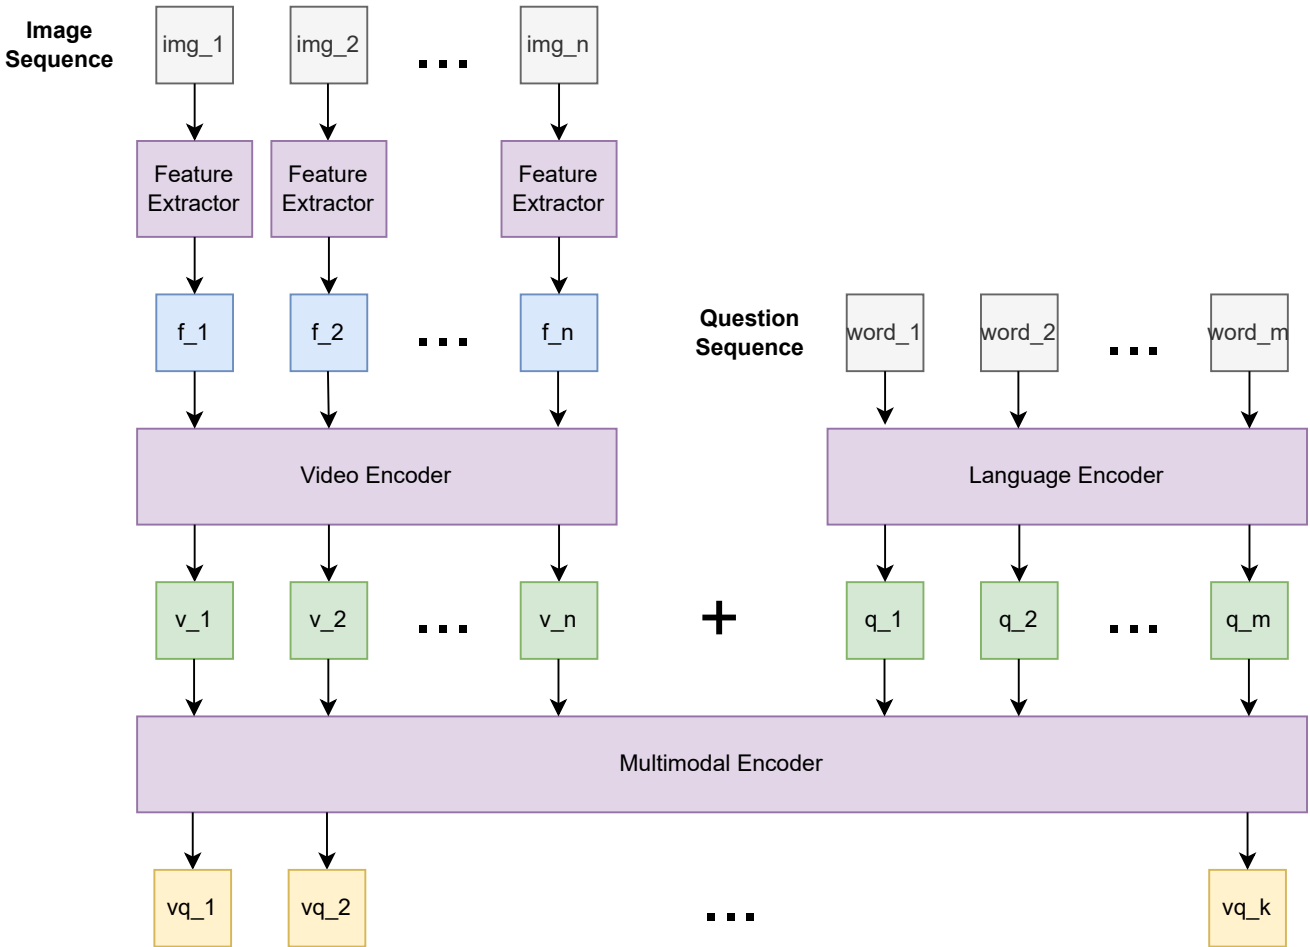 Image
Sequence
img_1
img_2
...
img_n
Feature
Extractor
Feature
Extractor
Feature
Extractor
f_1
f_2
...
f_n
Question
Sequence
word_1
word_2
...
word_m
Video Encoder
Language Encoder
v_1
v_2
...
v_n
+
q_1
q_2
...
q_m
Multimodal Encoder
vq_1
vq_2
...
vq_k